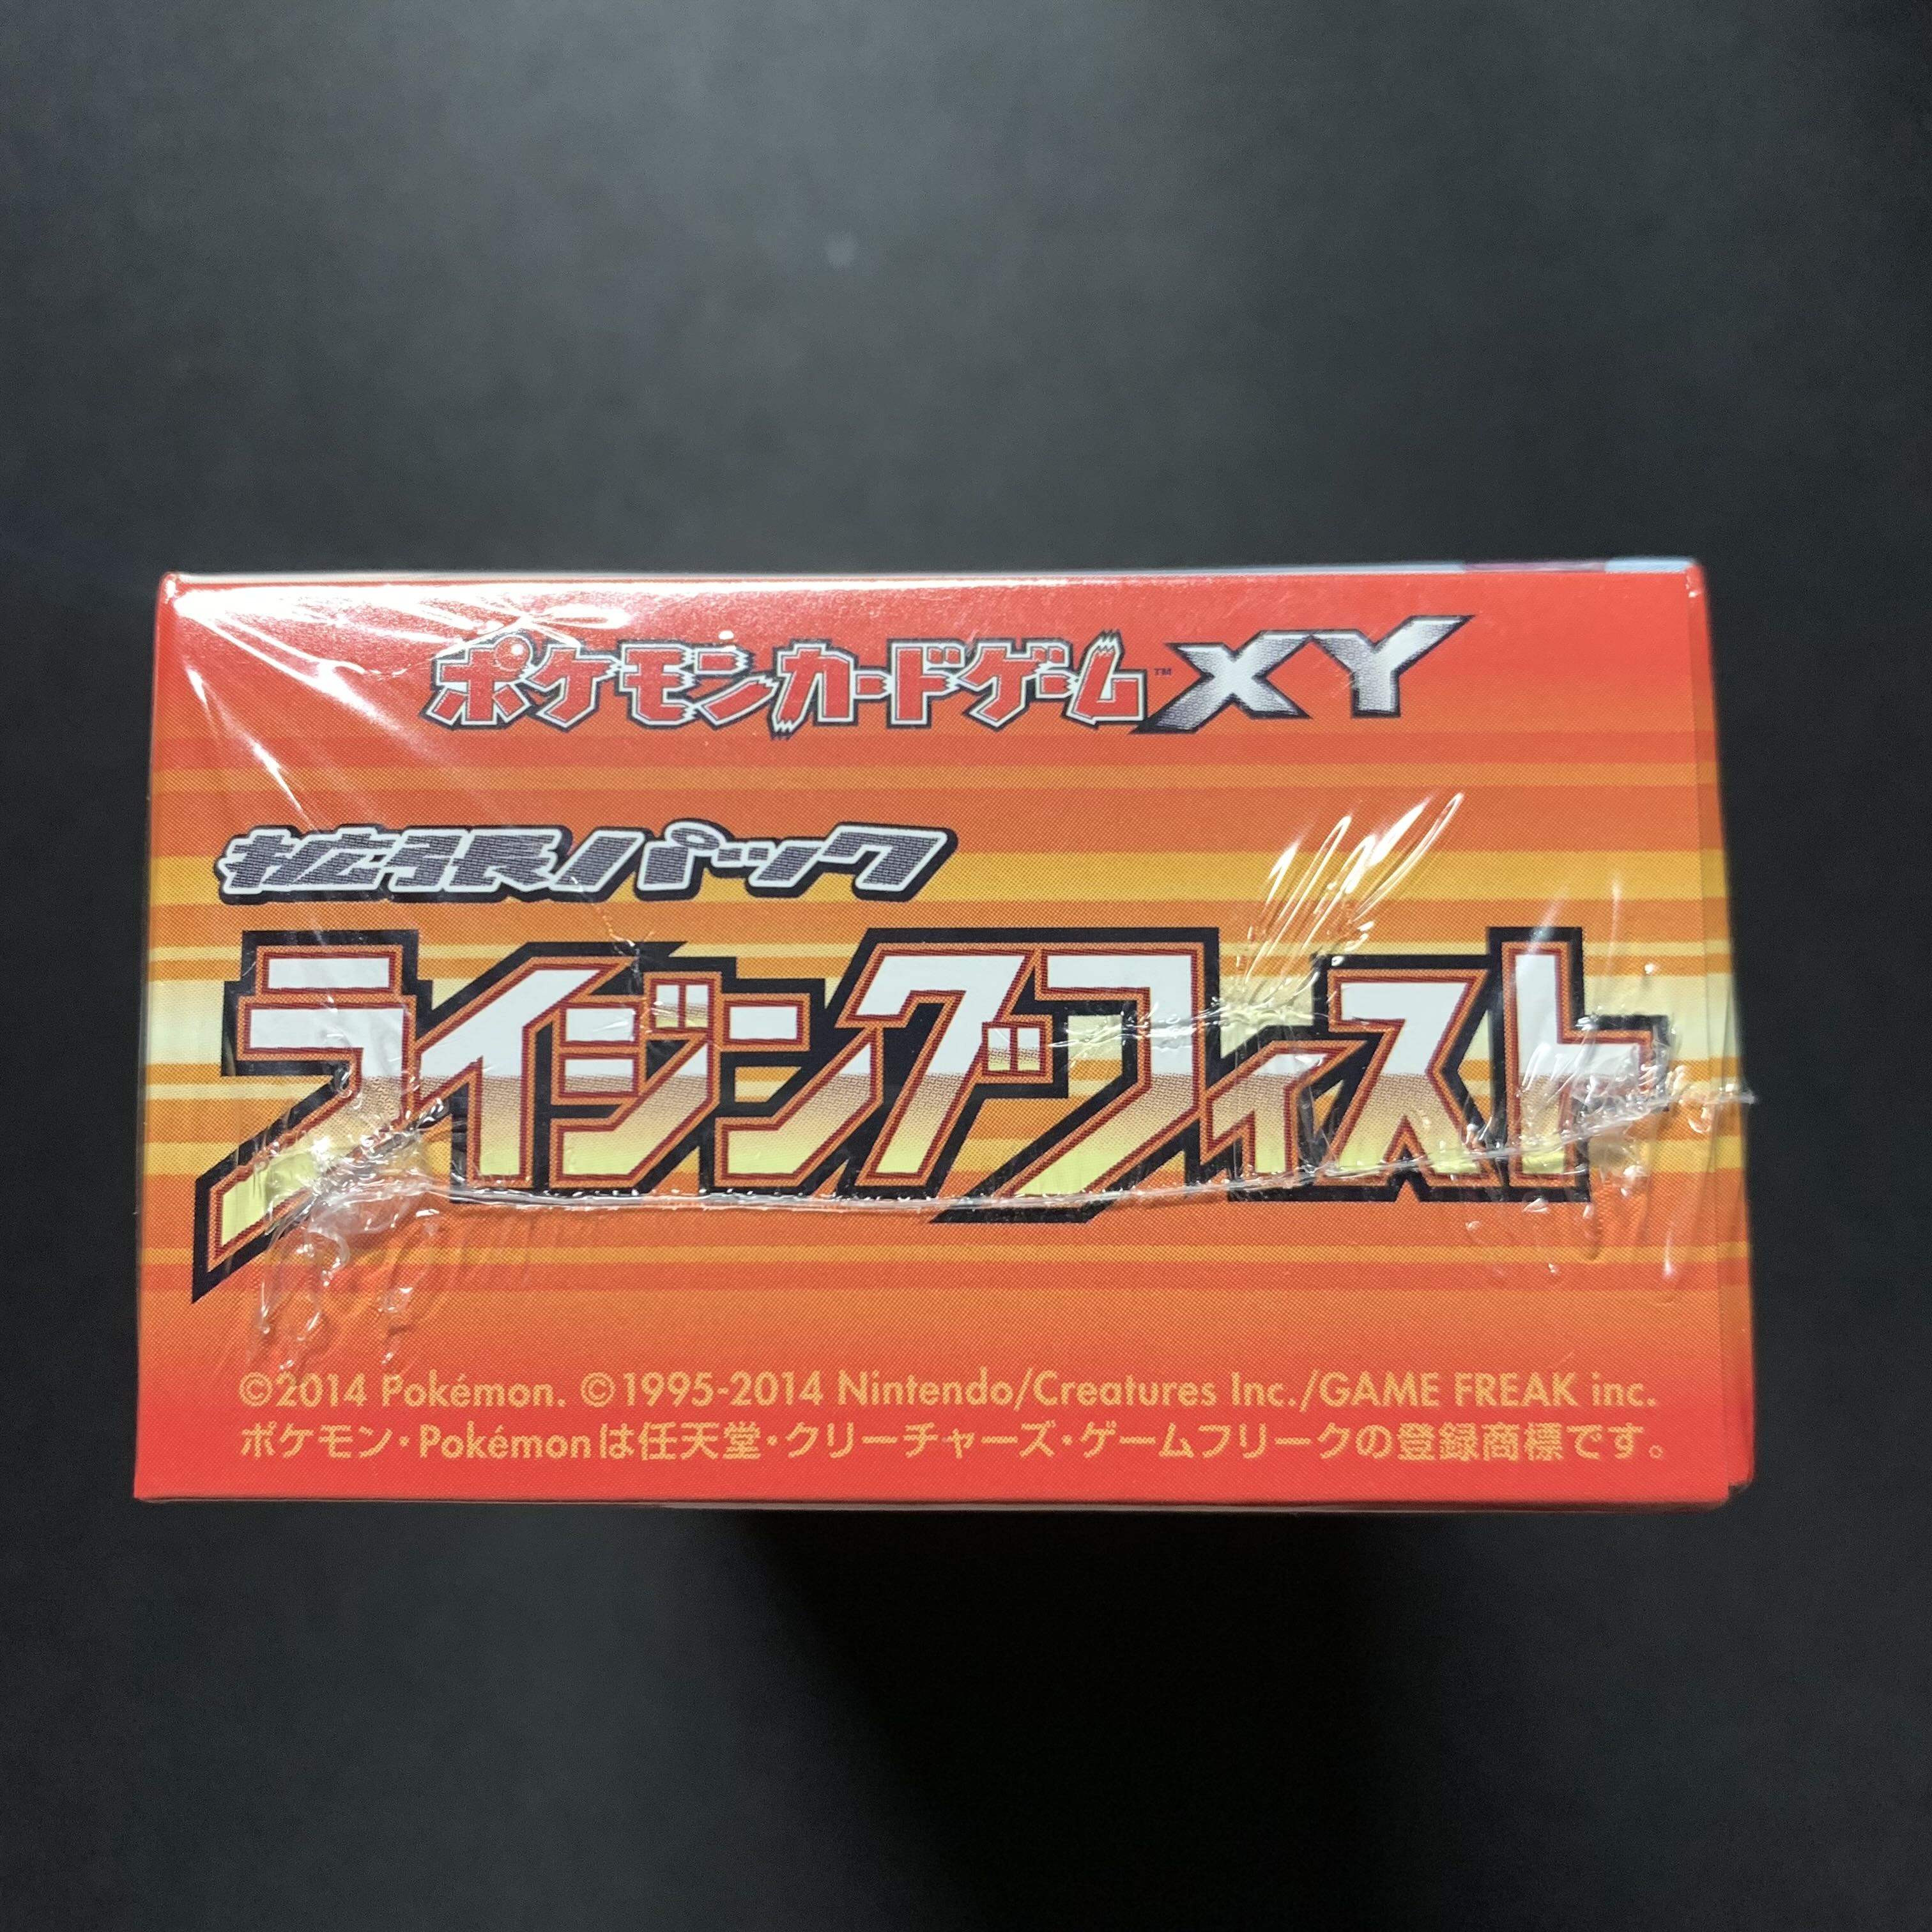 ポケモンカードゲーム™ XY
拡張パック
ライジングフィスト
©2014 Pokémon. ©1995-2014 Nintendo/Creatures Inc./GAME FREAK inc.
ポケモン・Pokémonは任天堂・クリーチャーズ・ゲームフリークの登録商標です。